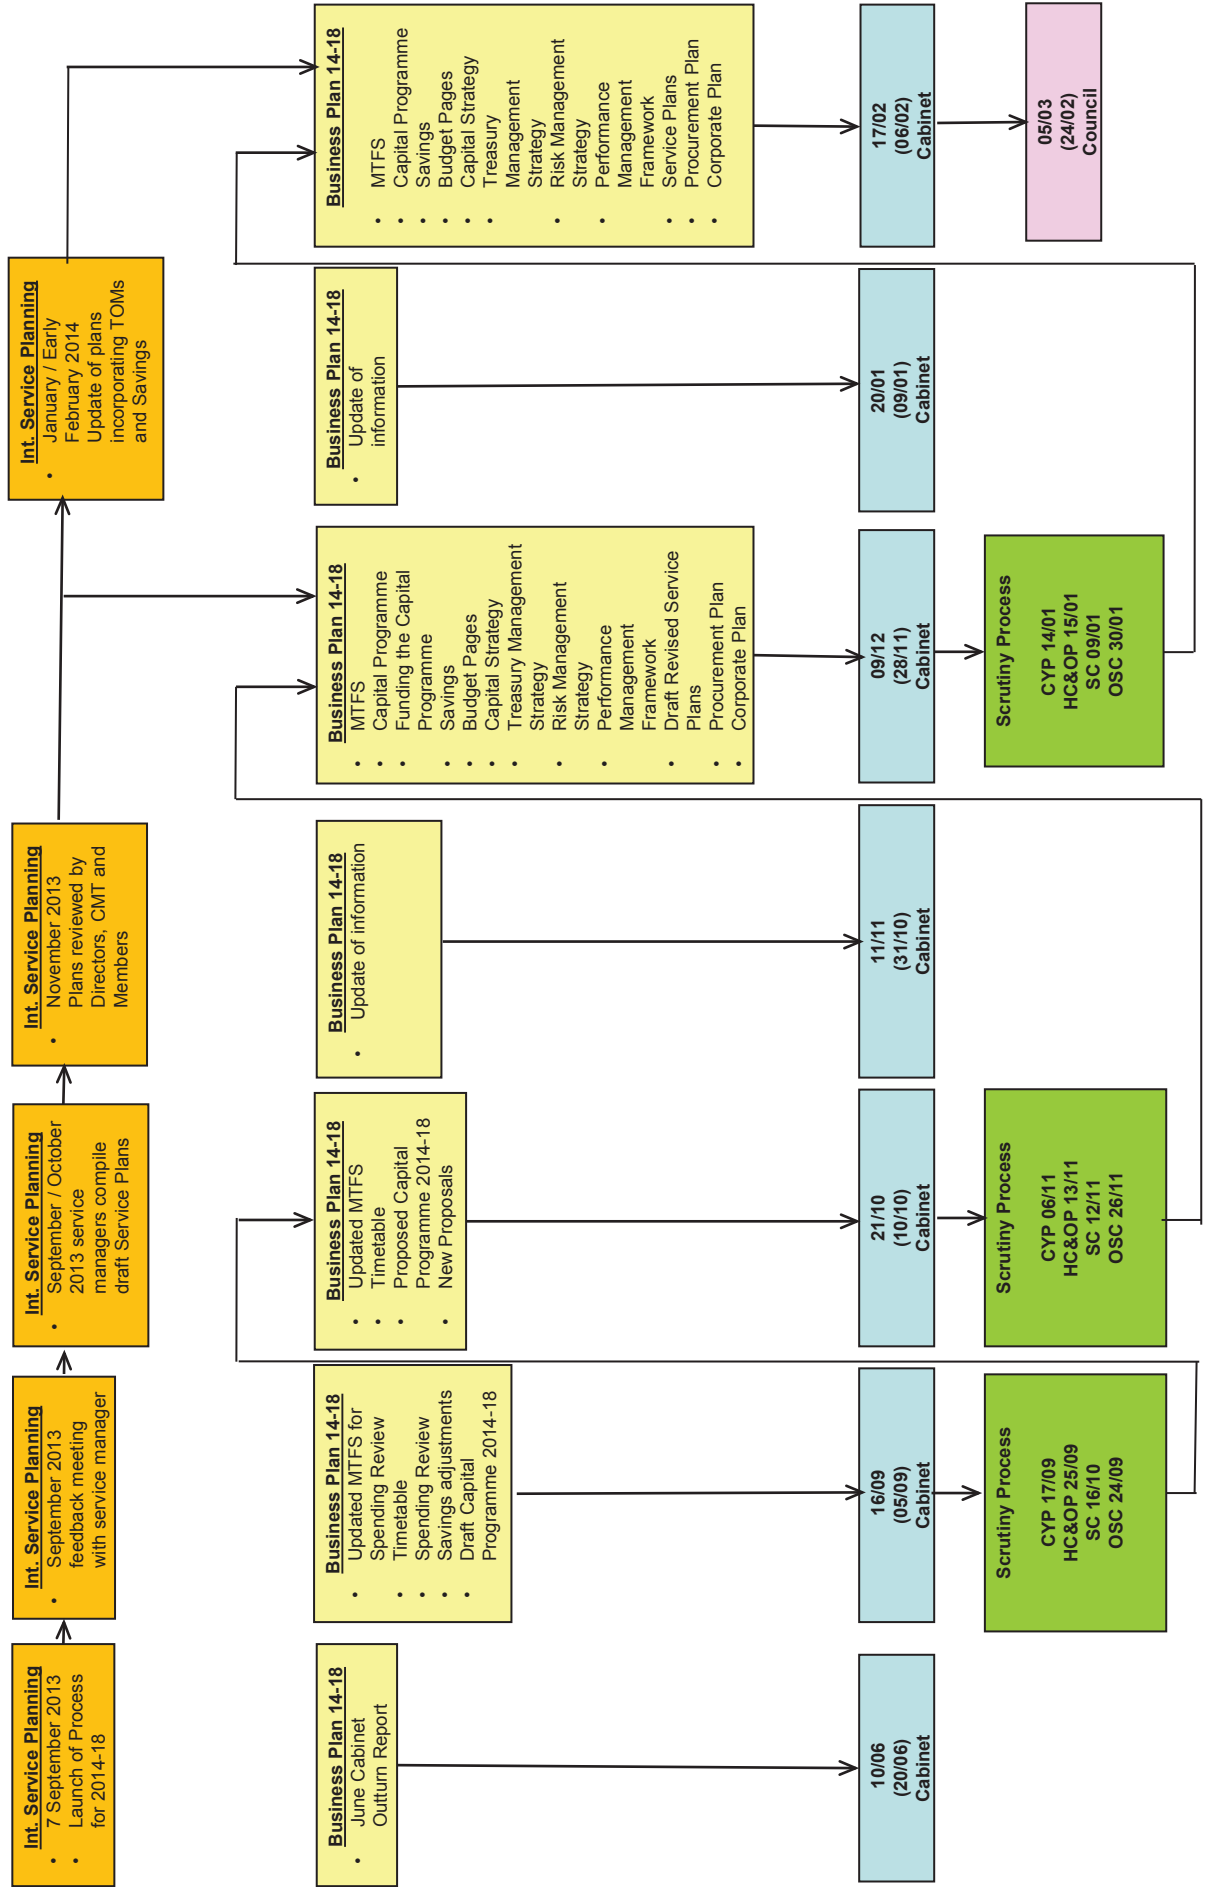 Int. Service Planning
• 7 September 2013
• Launch of Process
for 2014-18
Int. Service Planning
• September 2013
feedback meeting
with service manager
Int. Service Planning
• September / October
2013 service
managers compile
draft Service Plans
Int. Service Planning
• November 2013
Plans reviewed by
Directors, CMT and
Members
Int. Service Planning
• January / Early
February 2014
Update of plans
incorporating TOMs
and Savings
Business Plan 14-18
• June Cabinet
Outturn Report
Business Plan 14-18
• Updated MTFS for
Spending Review
• Timetable
• Spending Review
• Savings adjustments
• Draft Capital
Programme 2014-18
Business Plan 14-18
• Updated MTFS
• Timetable
• Proposed Capital
Programme 2014-18
• New Proposals
Business Plan 14-18
• Update of information
Business Plan 14-18
• MTFS
• Capital Programme
• Funding the Capital
Programme
• Savings
• Budget Pages
• Capital Strategy
• Treasury Management
Strategy
• Risk Management
Strategy
• Performance
Management
Framework
• Draft Revised Service
Plans
• Procurement Plan
• Corporate Plan
Business Plan 14-18
• Update of
information
Business Plan 14-18
• MTFS
• Capital Programme
• Savings
• Budget Pages
• Capital Strategy
• Treasury
Management
Strategy
• Risk Management
Strategy
• Performance
Management
Framework
• Service Plans
• Procurement Plan
• Corporate Plan
10/06
(20/06)
Cabinet
16/09
(05/09)
Cabinet
21/10
(10/10)
Cabinet
11/11
(31/10)
Cabinet
09/12
(28/11)
Cabinet
20/01
(09/01)
Cabinet
17/02
(06/02)
Cabinet
Scrutiny Process
CYP 17/09
HC&OP 25/09
SC 16/10
OSC 24/09
Scrutiny Process
CYP 06/11
HC&OP 13/11
SC 12/11
OSC 26/11
Scrutiny Process
CYP 14/01
HC&OP 15/01
SC 09/01
OSC 30/01
05/03
(24/02)
Council